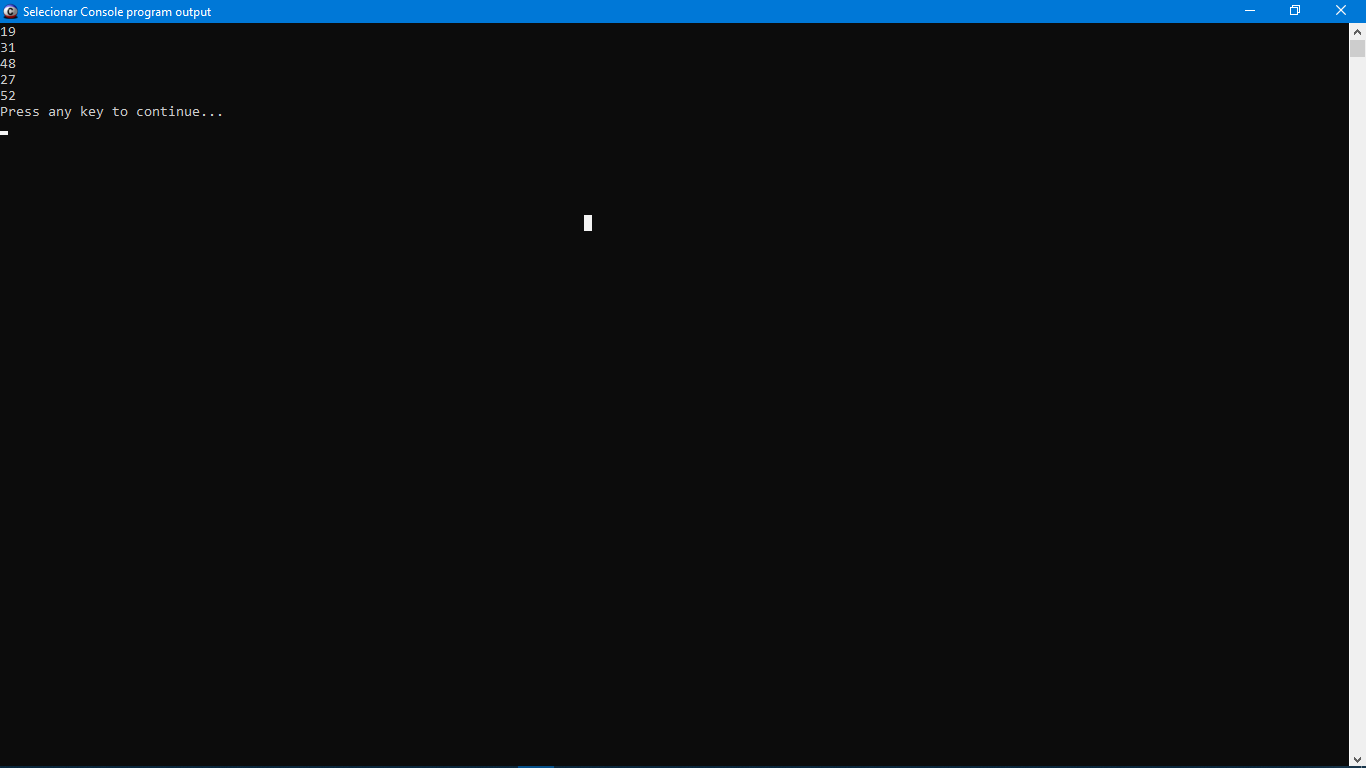 Selecionar Console program output
19
31
48
27
52
Press any key to continue...